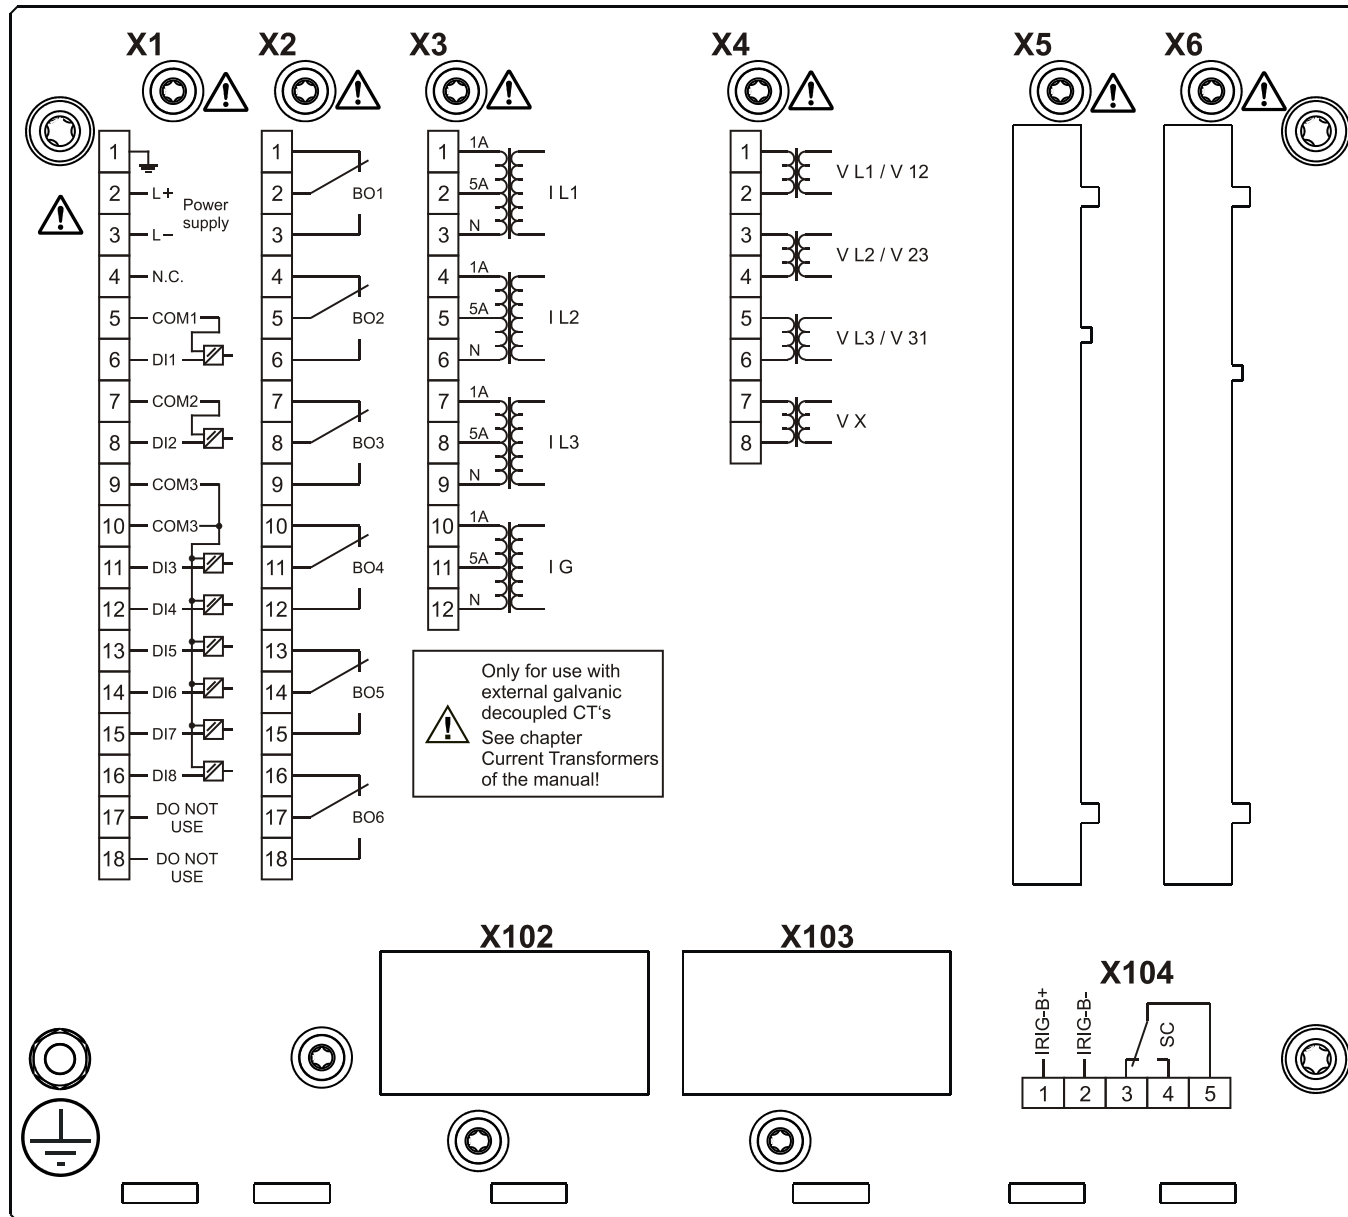 X1
X2
X3
X4
X5
X6
1
2 L+
Power
supply
3 L−
4 N.C.
5 COM1
6 DI1
7 COM2
8 DI2
9 COM3
10 COM3
11 DI3
12 DI4
13 DI5
14 DI6
15 DI7
16 DI8
17 DO NOT
USE
18 DO NOT
USE
1
2 BO1
3
4
5 BO2
6
7
8 BO3
9
10
11 BO4
12
13
14 BO5
15
16
17 BO6
18
1 1A
2 5A I L1
3 N
4 1A
5 5A I L2
6 N
7 1A
8 5A I L3
9 N
10 1A
11 5A I G
12 N
Only for use with
external galvanic
decoupled CT‘s
See chapter
Current Transformers
of the manual!
1
V L1 / V 12
2
3
V L2 / V 23
4
5
V L3 / V 31
6
7
V X
8
X102
X103
X104
IRIG-B+
IRIG-B-
SC
1 2 3 4 5